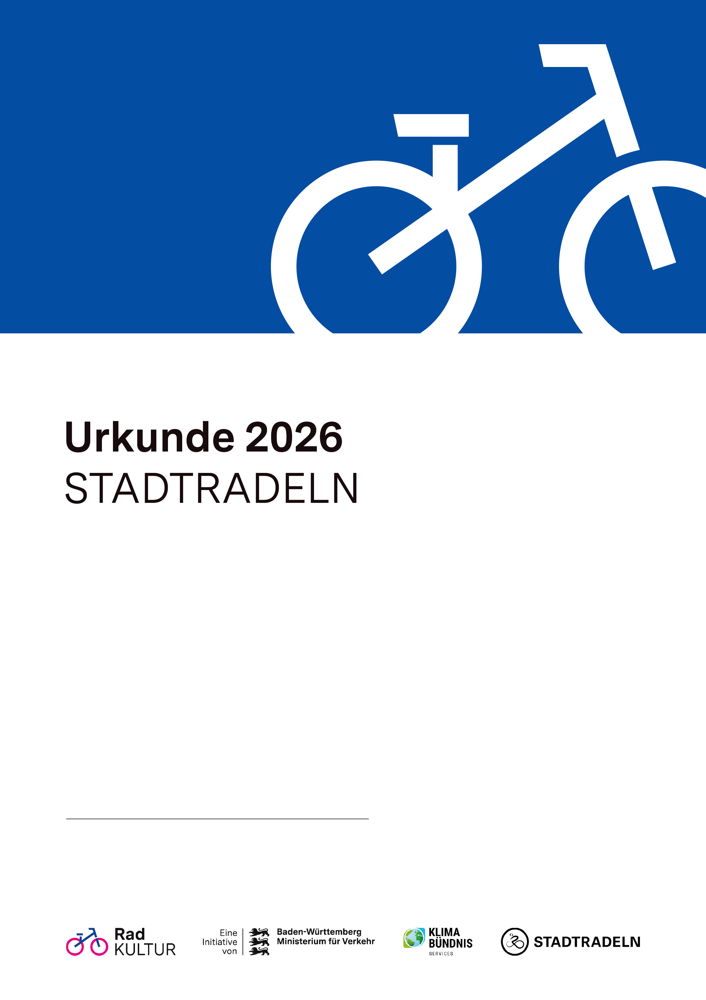 Urkunde 2026
STADTRADELN
Rad
KULTUR
Eine
Initiative
von
Baden-Württemberg
Ministerium für Verkehr
KLIMA
BÜNDNIS
SERVICES
STADTRADELN